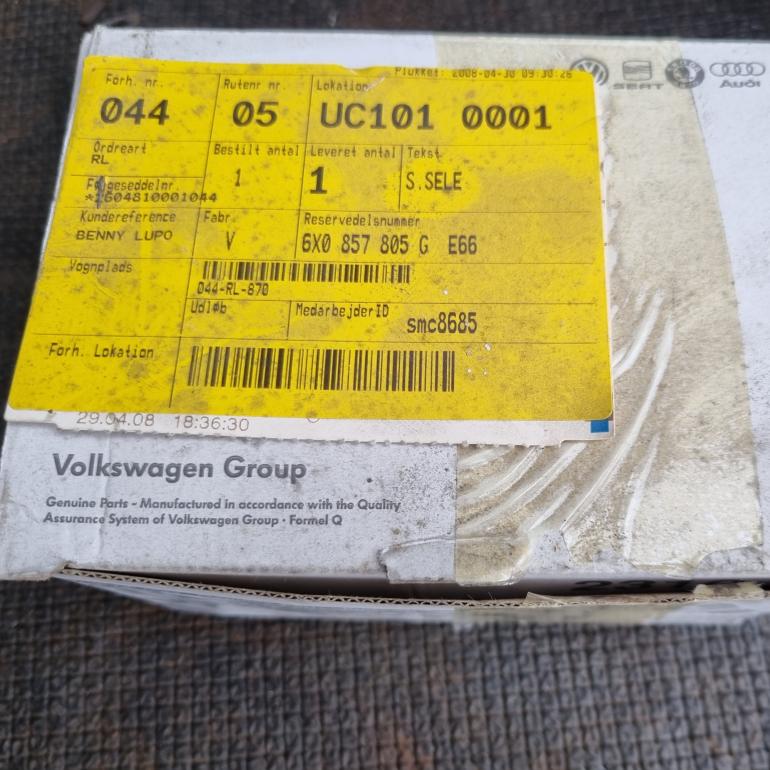 Plukket: 2008-04-30 09:30:26
SEAT
Audi
Forh. nr. Rutenr nr. Lokation
044 05 UC101 0001
Ordreart Bestilt antal Leveret antal Tekst
RL 1 1 S.SELE
Følgeseddelnr.
*1604810001044
Kundereference Fabr. Reservedelsnummer
BENNY LUPO V 6X0 857 805 G E66
Vognplads
044-RL-870
Udløb MedarbejderID smc8685
Forh. Lokation
29.04.08 18:36:30
Volkswagen Group
Genuine Parts - Manufactured in accordance with the Quality
Assurance System of Volkswagen Group · Formel Q